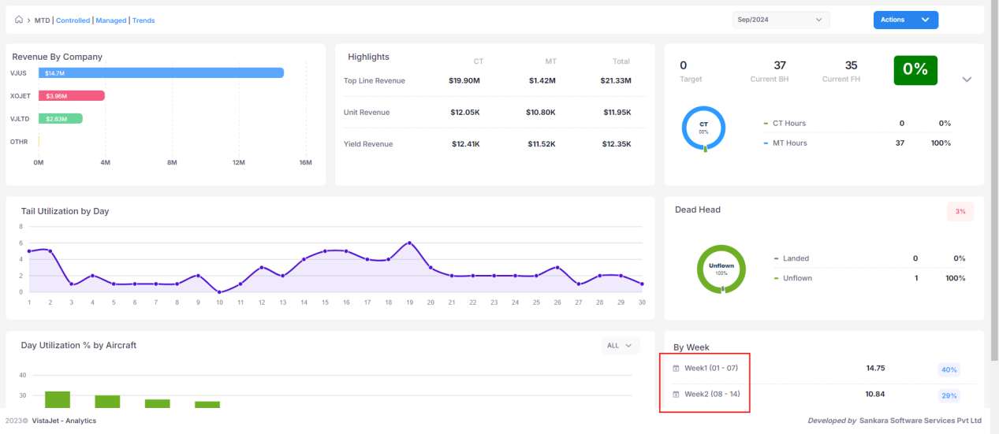 > MTD | Controlled | Managed | Trends
Sep/2024
Actions
Revenue By Company
VJUS $14.7M
XOJET $3.96M
VJLTD $2.63M
OTHR
0M 4M 8M 12M 16M
Highlights CT MT Total
Top Line Revenue $19.90M $1.42M $21.33M
Unit Revenue $12.05K $10.80K $11.95K
Yield Revenue $12.41K $11.52K $12.35K
0 37 35 0%
Target Current BH Current FH
CT
00%
CT Hours 0 0%
MT Hours 37 100%
Tail Utilization by Day
8
6
4
2
0
1 2 3 4 5 6 7 8 9 10 11 12 13 14 15 16 17 18 19 20 21 22 23 24 25 26 27 28 29 30
Dead Head 3%
Unflown
100%
Landed 0 0%
Unflown 1 100%
Day Utilization % by Aircraft ALL
40
30
By Week
Week1 (01 - 07) 14.75 40%
Week2 (08 - 14) 10.84 29%
2023© VistaJet - Analytics
Developed by Sankara Software Services Pvt Ltd